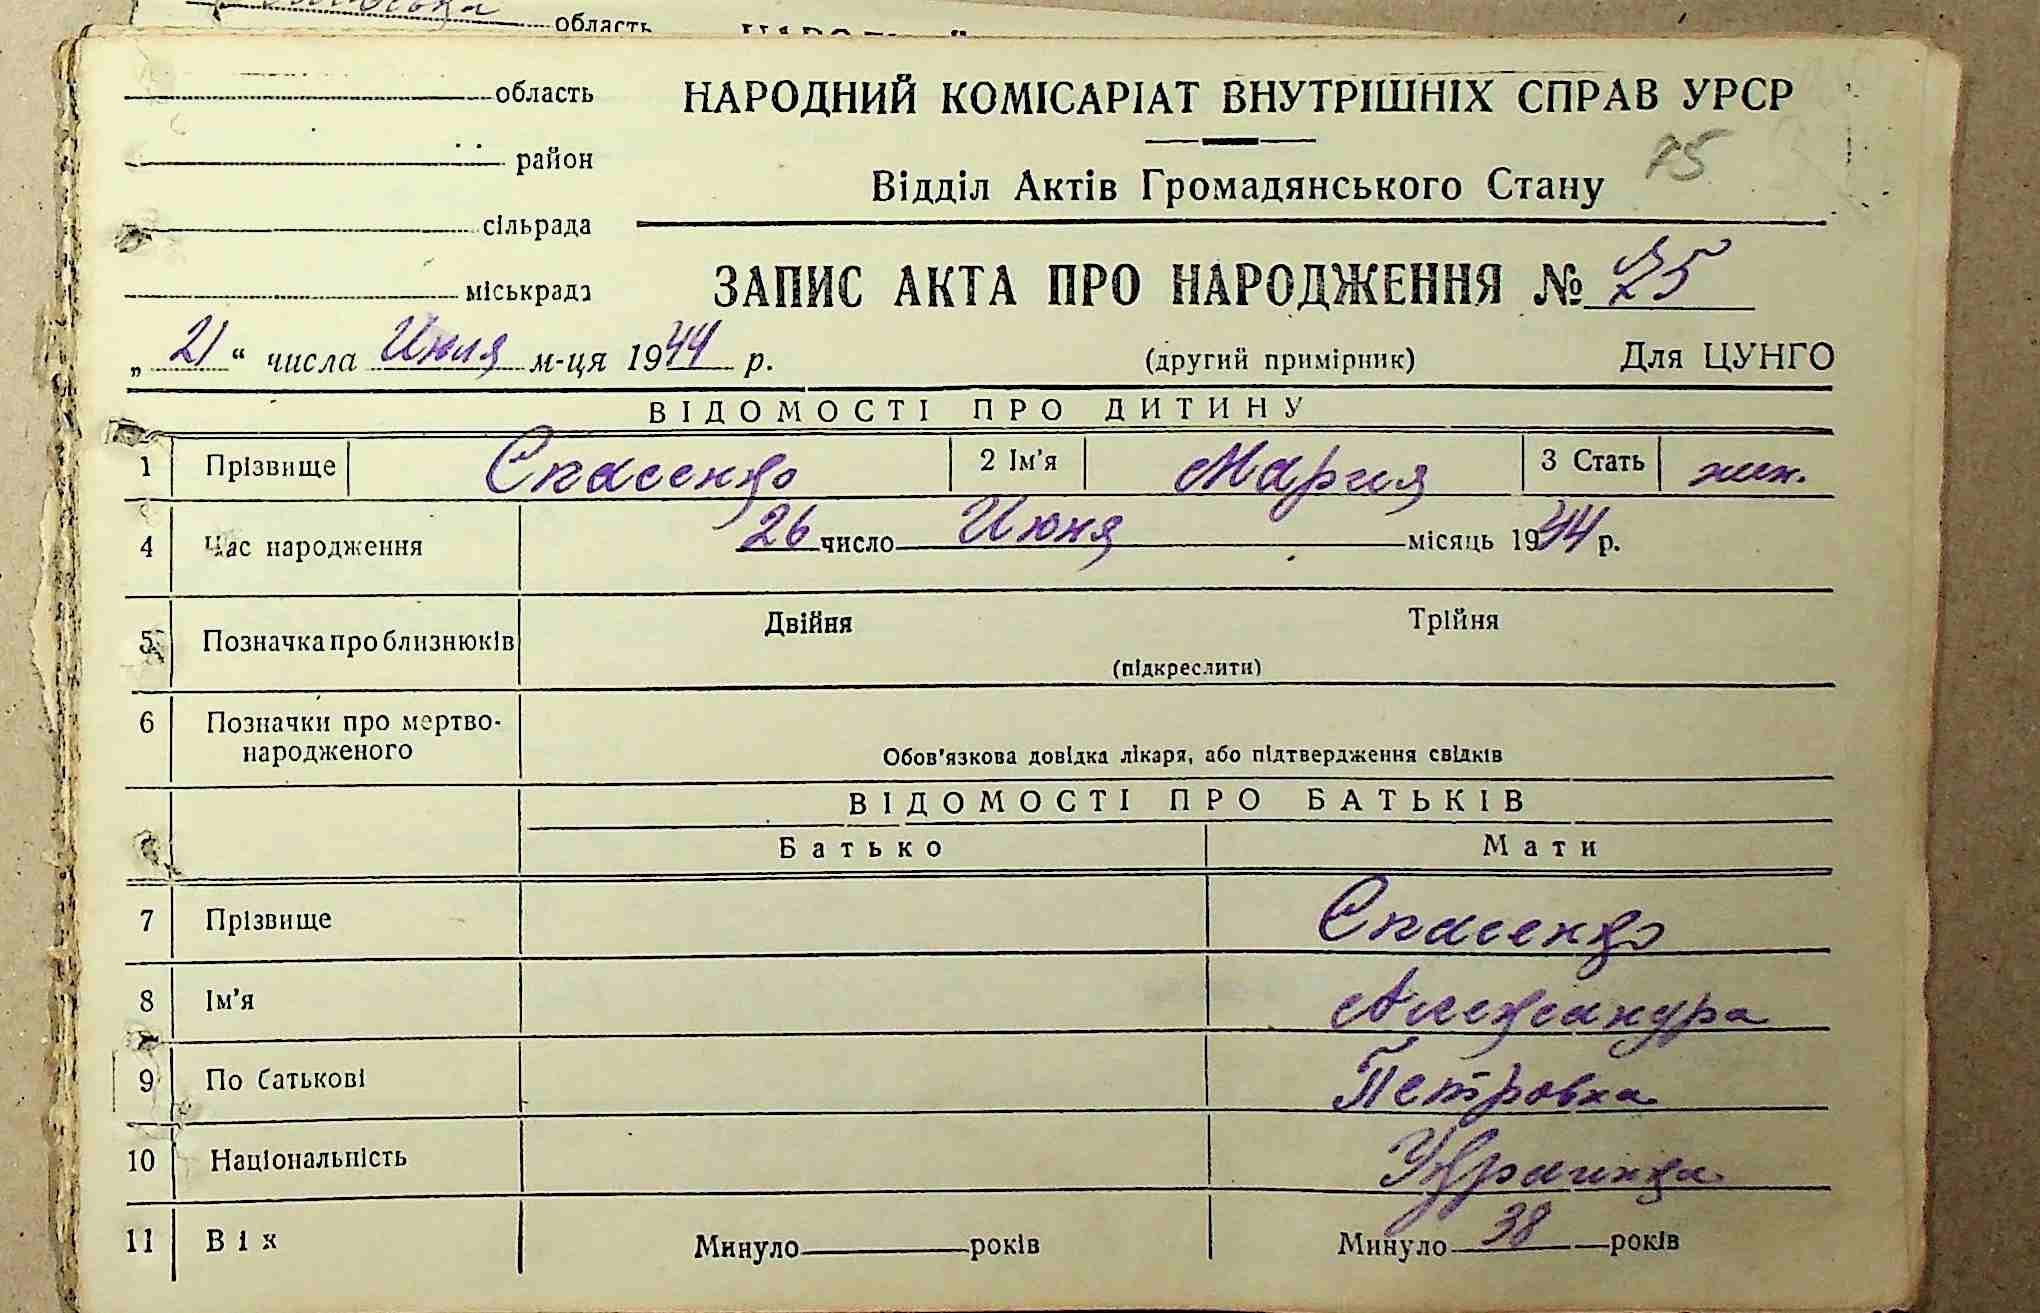 область
область
НАРОДНИЙ КОМІСАРІАТ ВНУТРІШНІХ СПРАВ УРСР
район
Відділ Актів Громадянського Стану
сільрада
міськрада
ЗАПИС АКТА ПРО НАРОДЖЕННЯ № 25
„21“ числа Июля м-ця 1944 р.
(другий примірник)
Для ЦУНГО
ВІДОМОСТІ ПРО ДИТИНУ
1 Прізвище Спасенко 2 Ім'я Мария 3 Стать жен.
4 Час народження 26 число Июня місяць 1944 р.
5 Позначка про близнюків Двійня Трійня
(підкреслити)
6 Позначки про мертво-
народженого
Обов'язкова довідка лікаря, або підтвердження свідків
ВІДОМОСТІ ПРО БАТЬКІВ
Батько Мати
7 Прізвище Спасенко
8 Ім'я Александра
9 По батькові Петровна
10 Національність Украинка
11 Вік Минуло років Минуло 38 років